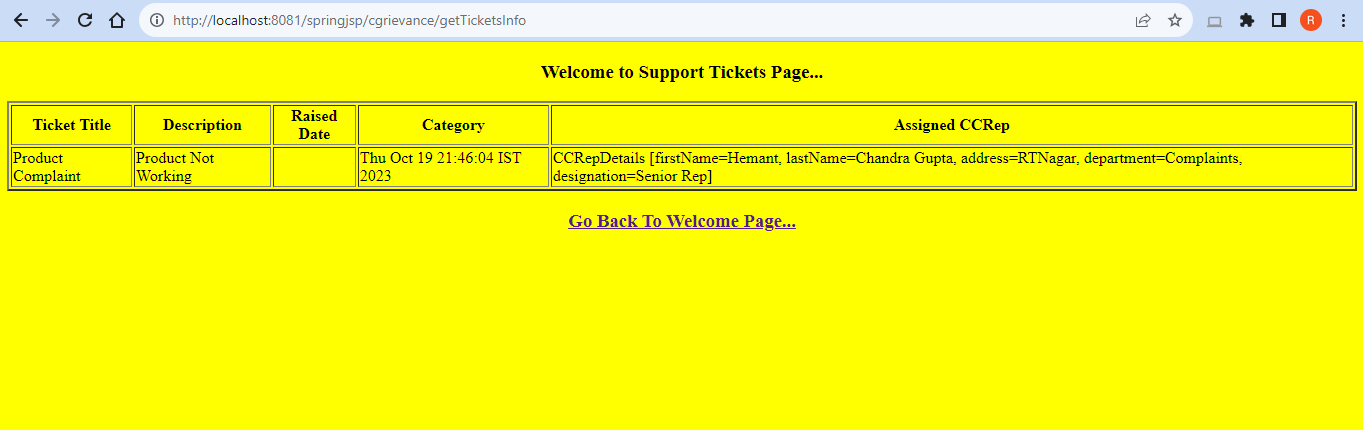 http://localhost:8081/springjsp/cgrievance/getTicketsInfo
R
Welcome to Support Tickets Page...
Ticket Title Description Raised Date Category Assigned CCRep
Product Complaint Product Not Working Thu Oct 19 21:46:04 IST 2023 CCRepDetails [firstName=Hemant, lastName=Chandra Gupta, address=RTNagar, department=Complaints, designation=Senior Rep]
Go Back To Welcome Page...